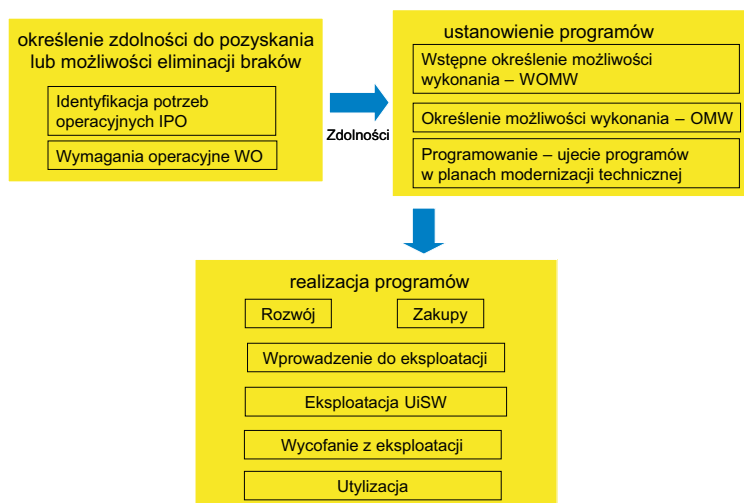 określenie zdolności do pozyskania
lub możliwości eliminacji braków
Identyfikacja potrzeb
operacyjnych IPO
Wymagania operacyjne WO
Zdolności
ustanowienie programów
Wstępne określenie możliwości
wykonania – WOMW
Określenie możliwości wykonania – OMW
Programowanie – ujecie programów
w planach modernizacji technicznej
realizacja programów
Rozwój
Zakupy
Wprowadzenie do eksploatacji
Eksploatacja UiSW
Wycofanie z eksploatacji
Utylizacja